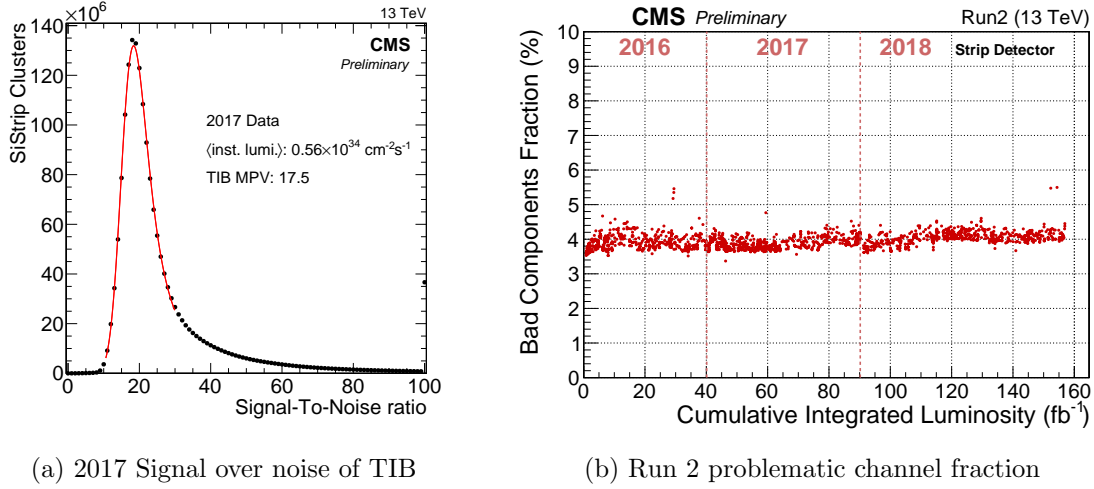 ×10⁶
13 TeV
140
120
100
80
60
40
20
0
SiStrip Clusters
CMS
Preliminary
2017 Data
⟨inst. lumi.⟩: 0.56×10³⁴ cm⁻²s⁻¹
TIB MPV: 17.5
0 20 40 60 80 100
Signal-To-Noise ratio
(a) 2017 Signal over noise of TIB
CMS Preliminary Run2 (13 TeV)
2016 2017 2018 Strip Detector
10
9
8
7
6
5
4
3
2
1
0
Bad Components Fraction (%)
0 20 40 60 80 100 120 140 160
Cumulative Integrated Luminosity (fb⁻¹)
(b) Run 2 problematic channel fraction